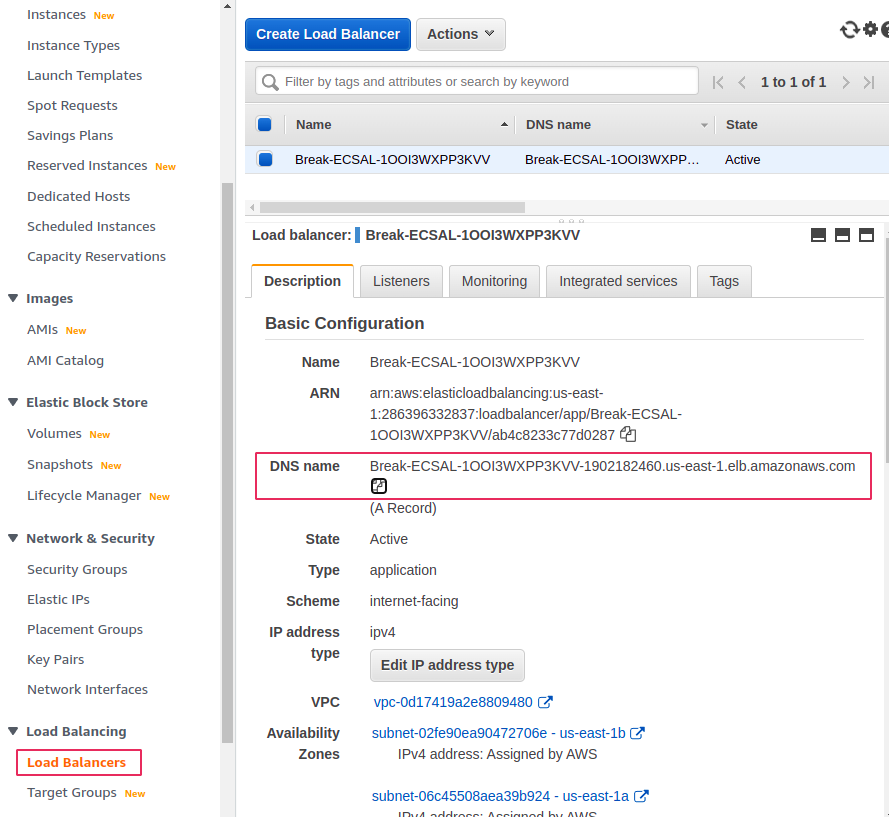 Instances New
Instance Types
Launch Templates
Spot Requests
Savings Plans
Reserved Instances New
Dedicated Hosts
Scheduled Instances
Capacity Reservations
Images
AMIs New
AMI Catalog
Elastic Block Store
Volumes New
Snapshots New
Lifecycle Manager New
Network & Security
Security Groups
Elastic IPs
Placement Groups
Key Pairs
Network Interfaces
Load Balancing
Load Balancers
Target Groups New
Create Load Balancer Actions
Filter by tags and attributes or search by keyword 1 to 1 of 1
Name DNS name State
Break-ECSAL-1OOI3WXPP3KVV Break-ECSAL-1OOI3WXPP… Active
Load balancer: Break-ECSAL-1OOI3WXPP3KVV
Description Listeners Monitoring Integrated services Tags
Basic Configuration
Name Break-ECSAL-1OOI3WXPP3KVV
ARN arn:aws:elasticloadbalancing:us-east-
1:286396332837:loadbalancer/app/Break-ECSAL-
1OOI3WXPP3KVV/ab4c8233c77d0287
DNS name Break-ECSAL-1OOI3WXPP3KVV-1902182460.us-east-1.elb.amazonaws.com
(A Record)
State Active
Type application
Scheme internet-facing
IP address ipv4
type
Edit IP address type
VPC vpc-0d17419a2e8809480
Availability subnet-02fe90ea90472706e - us-east-1b
Zones IPv4 address: Assigned by AWS
subnet-06c45508aea39b924 - us-east-1a
IPv4 address: Assigned by AWS